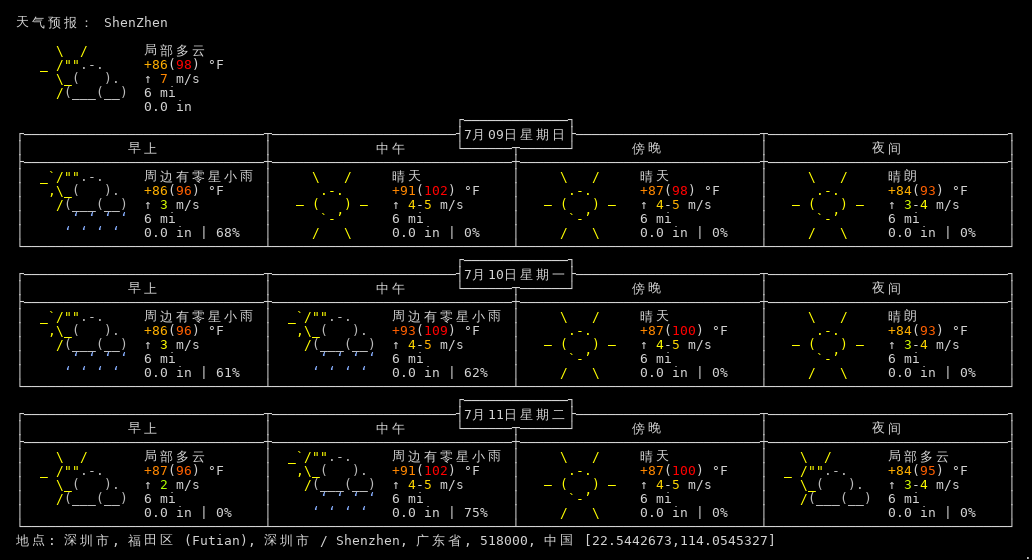 天气预报： ShenZhen
局部多云
+86(98) °F
↑ 7 m/s
6 mi
0.0 in
7月09日星期日
早上 中午 傍晚 夜间
周边有零星小雨 晴天 晴天 晴朗
+86(96) °F +91(102) °F +87(98) °F +84(93) °F
↑ 3 m/s ↑ 4-5 m/s ↑ 4-5 m/s ↑ 3-4 m/s
6 mi 6 mi 6 mi 6 mi
0.0 in | 68% 0.0 in | 0% 0.0 in | 0% 0.0 in | 0%
7月10日星期一
早上 中午 傍晚 夜间
周边有零星小雨 周边有零星小雨 晴天 晴朗
+86(96) °F +93(109) °F +87(100) °F +84(93) °F
↑ 3 m/s ↑ 4-5 m/s ↑ 4-5 m/s ↑ 3-4 m/s
6 mi 6 mi 6 mi 6 mi
0.0 in | 61% 0.0 in | 62% 0.0 in | 0% 0.0 in | 0%
7月11日星期二
早上 中午 傍晚 夜间
局部多云 周边有零星小雨 晴天 局部多云
+87(96) °F +91(102) °F +87(100) °F +84(95) °F
↑ 2 m/s ↑ 4-5 m/s ↑ 4-5 m/s ↑ 3-4 m/s
6 mi 6 mi 6 mi 6 mi
0.0 in | 0% 0.0 in | 75% 0.0 in | 0% 0.0 in | 0%
地点: 深圳市, 福田区 (Futian), 深圳市 / Shenzhen, 广东省, 518000, 中国 [22.5442673,114.0545327]